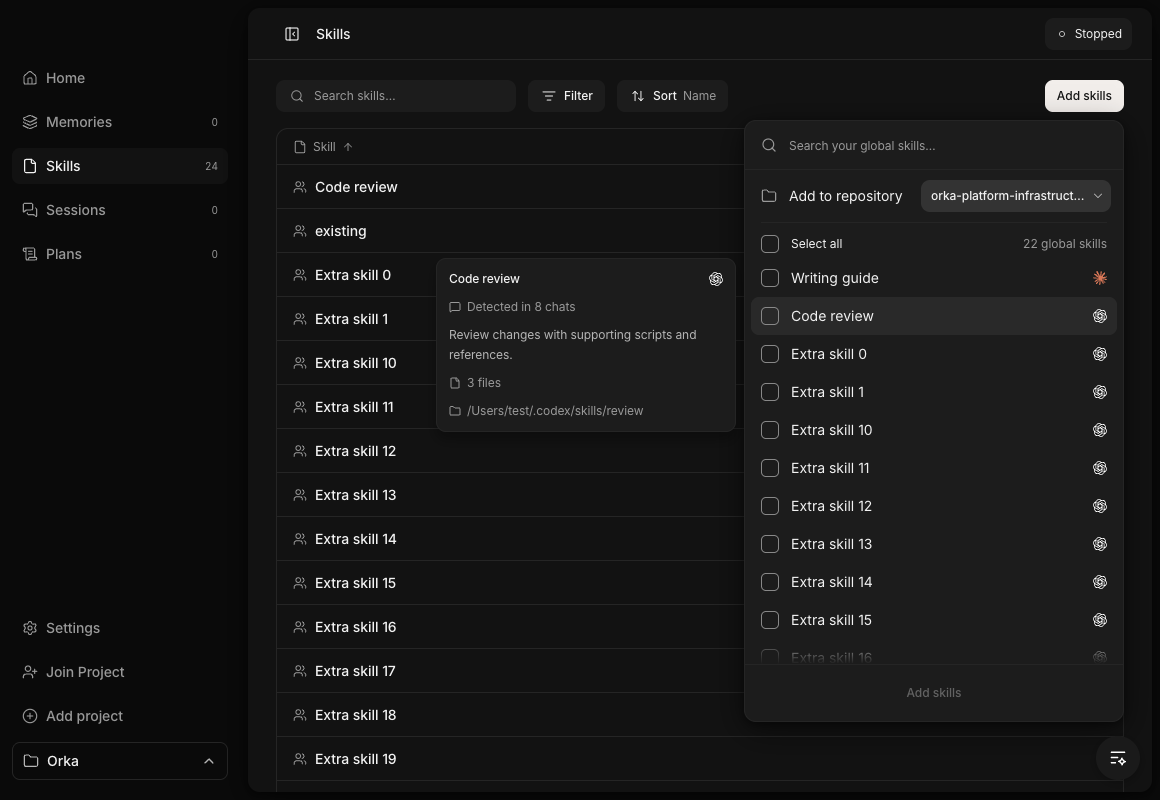 Skills
Stopped
Home
Memories 0
Skills 24
Sessions 0
Plans 0
Settings
Join Project
Add project
Orka
Search skills...
Filter
Sort Name
Add skills
Skill
Code review
existing
Extra skill 0
Extra skill 1
Extra skill 10
Extra skill 11
Extra skill 12
Extra skill 13
Extra skill 14
Extra skill 15
Extra skill 16
Extra skill 17
Extra skill 18
Extra skill 19
Code review
Detected in 8 chats
Review changes with supporting scripts and
references.
3 files
/Users/test/.codex/skills/review
Search your global skills...
Add to repository orka-platform-infrastruct...
Select all 22 global skills
Writing guide
Code review
Extra skill 0
Extra skill 1
Extra skill 10
Extra skill 11
Extra skill 12
Extra skill 13
Extra skill 14
Extra skill 15
Extra skill 16
Add skills